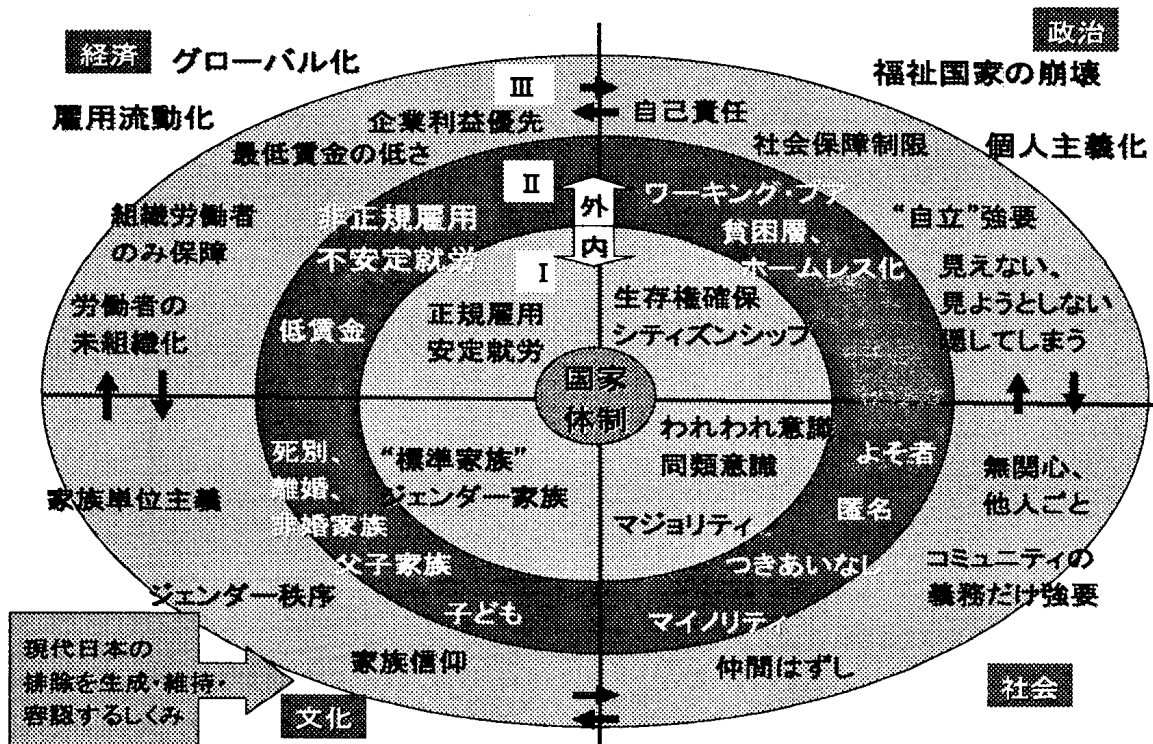 経済
グローバル化
雇用流動化
政治
福祉国家の崩壊
個人主義化
III
企業利益優先
最低賃金の低さ
組織労働者
のみ保障
労働者の
未組織化
自己責任
社会保障制限
“自立”強要
見えない、
見ようとしない
隠してしまう
II
外
内
非正規雇用
不安定就労
低賃金
ワーキング・プア
貧困層、
ホームレス化
I
正規雇用
安定就労
生存権確保
シティズンシップ
国家
体制
“標準家族”
ジェンダー家族
われわれ意識
同類意識
マジョリティ
死別、
離婚、
非婚家族
父子家族
子ども
よそ者
匿名
つきあいなし
マイノリティ
家族単位主義
ジェンダー秩序
家族信仰
無関心、
他人ごと
コミュニティの
義務だけ強要
仲間はずし
現代日本の
排除を生成・維持・
容認するしくみ
文化
社会